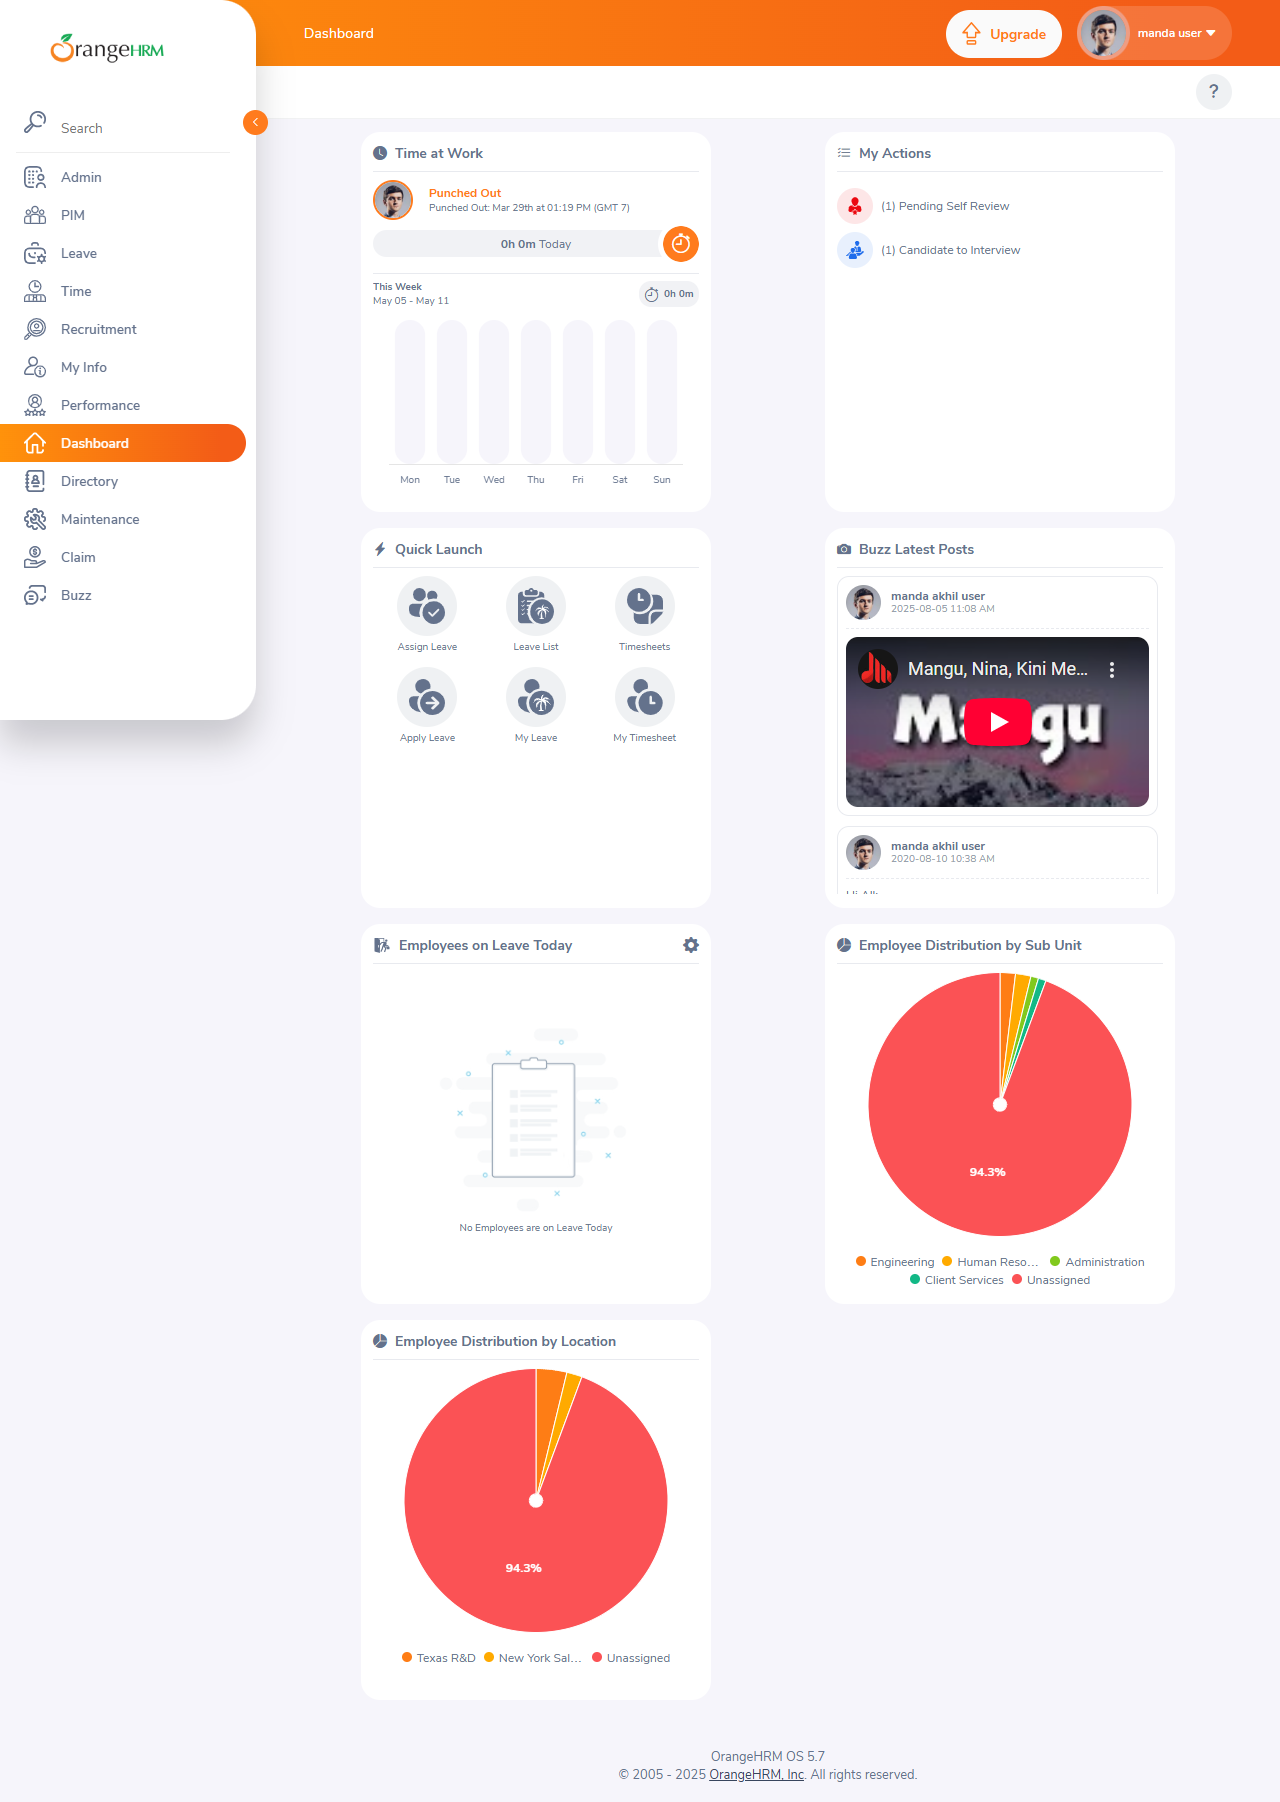 OrangeHRM
Dashboard
Upgrade
manda user
?
Search
Admin
PIM
Leave
Time
Recruitment
My Info
Performance
Dashboard
Directory
Maintenance
Claim
Buzz
Time at Work
Punched Out
Punched Out: Mar 29th at 01:19 PM (GMT 7)
0h 0m Today
This Week
May 05 - May 11
0h 0m
Mon Tue Wed Thu Fri Sat Sun
My Actions
(1) Pending Self Review
(1) Candidate to Interview
Quick Launch
Assign Leave Leave List Timesheets
Apply Leave My Leave My Timesheet
Buzz Latest Posts
manda akhil user
2025-08-05 11:08 AM
Mangu, Nina, Kini Me...
manda akhil user
2020-08-10 10:38 AM
Employees on Leave Today
No Employees are on Leave Today
Employee Distribution by Sub Unit
94.3%
Engineering Human Reso... Administration
Client Services Unassigned
Employee Distribution by Location
94.3%
Texas R&D New York Sal... Unassigned
OrangeHRM OS 5.7
© 2005 - 2025 OrangeHRM, Inc. All rights reserved.